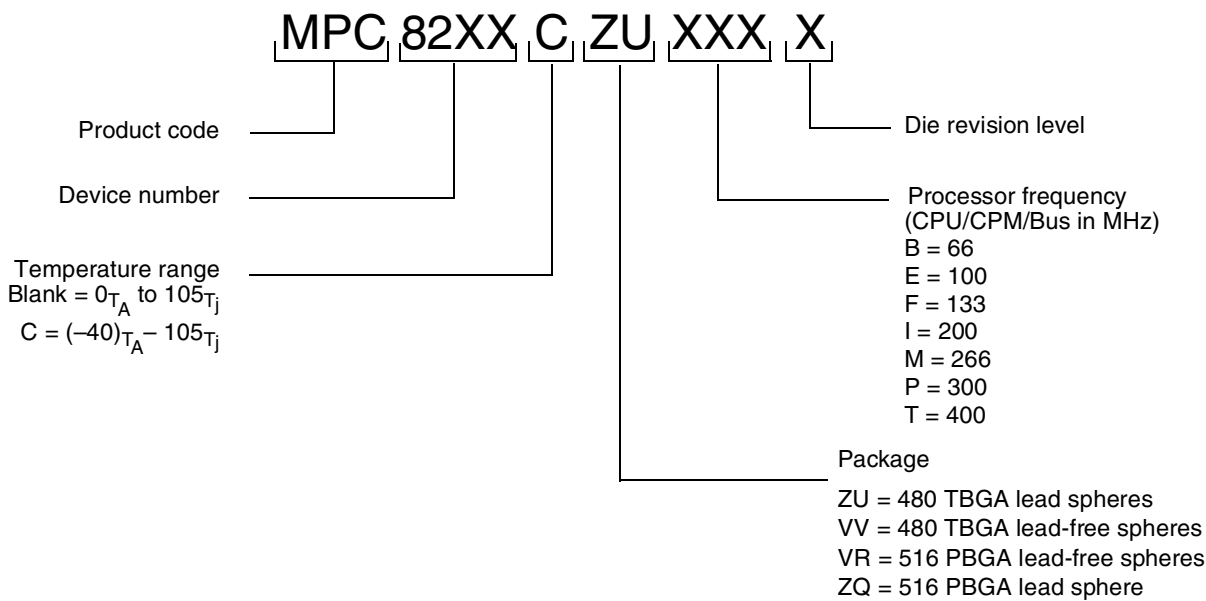 MPC 82XX C ZU XXX X
Product code
Device number
Temperature range
Blank = 0TA to 105Tj
C = (–40)TA– 105Tj
Die revision level
Processor frequency
(CPU/CPM/Bus in MHz)
B = 66
E = 100
F = 133
I = 200
M = 266
P = 300
T = 400
Package
ZU = 480 TBGA lead spheres
VV = 480 TBGA lead-free spheres
VR = 516 PBGA lead-free spheres
ZQ = 516 PBGA lead sphere